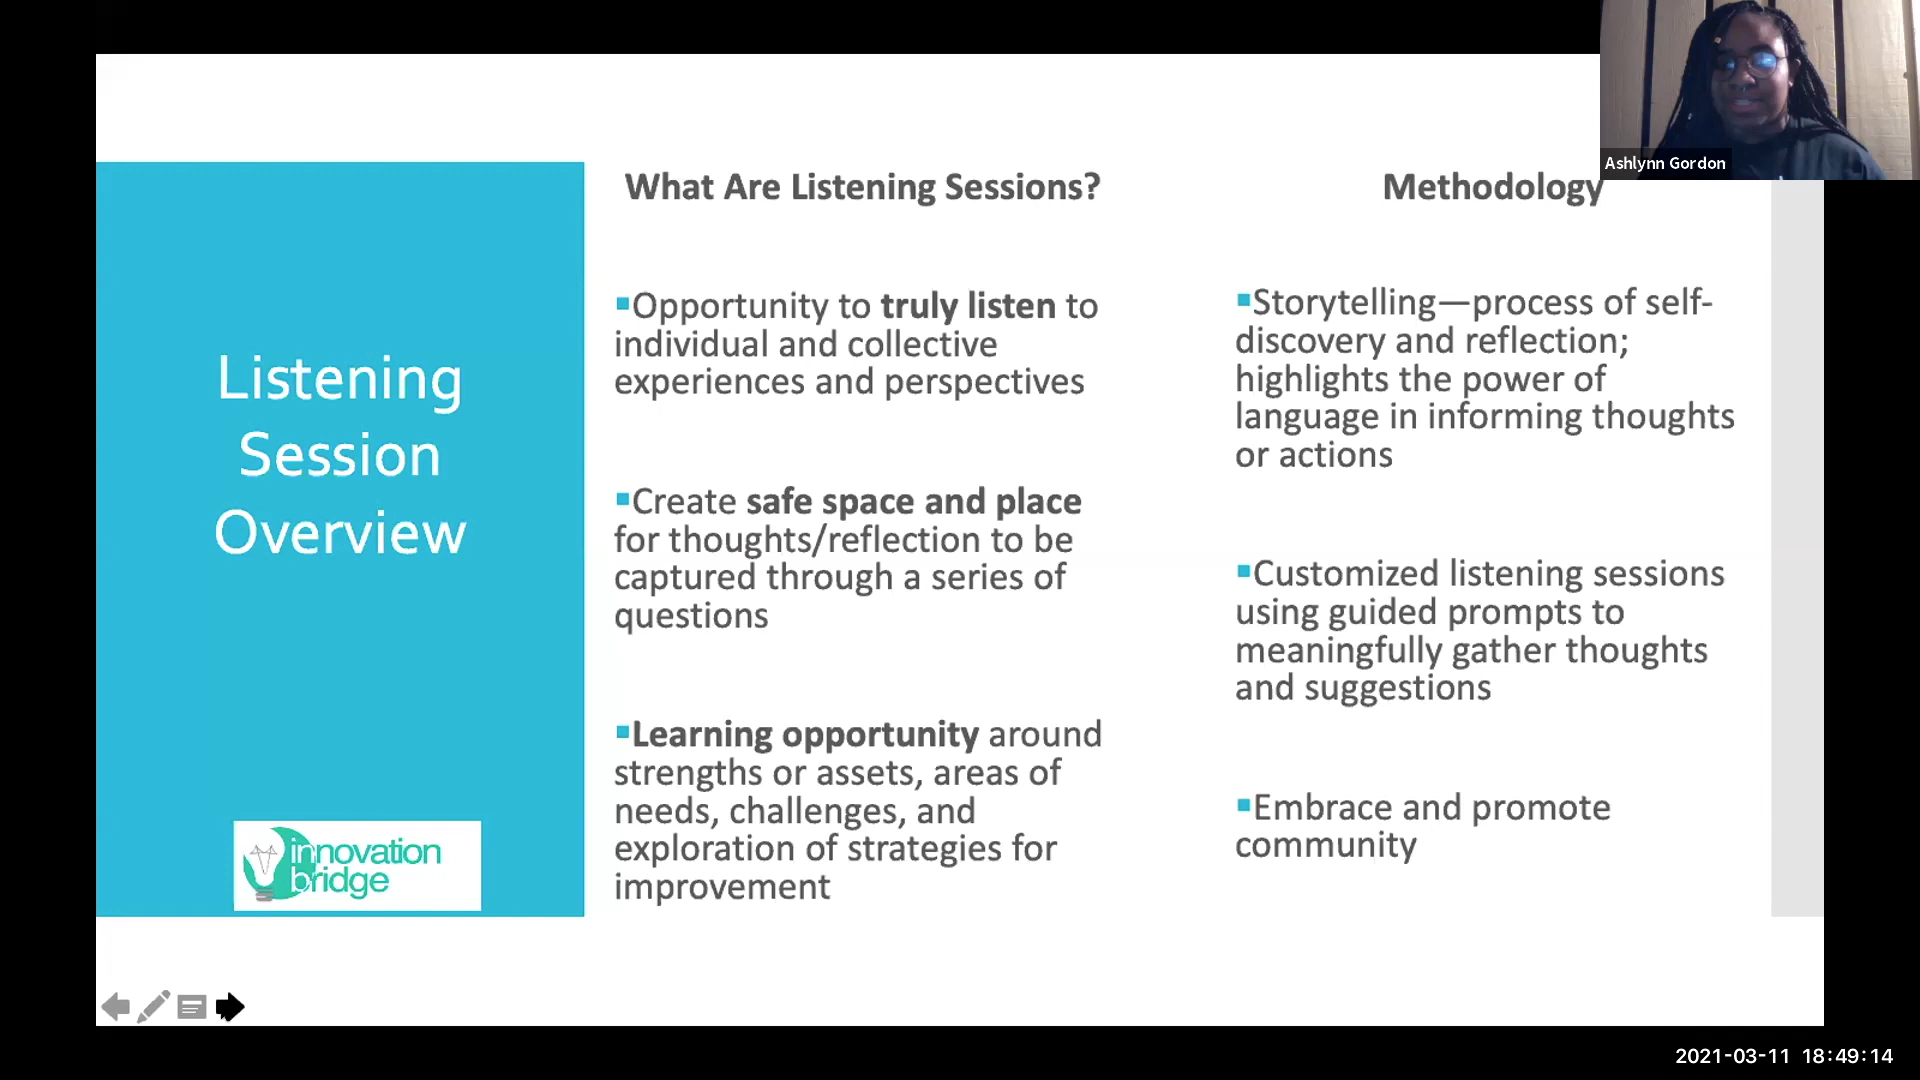 Ashlynn Gordon
Listening
Session
Overview
innovation
bridge
What Are Listening Sessions?
▪Opportunity to truly listen to
individual and collective
experiences and perspectives
▪Create safe space and place
for thoughts/reflection to be
captured through a series of
questions
▪Learning opportunity around
strengths or assets, areas of
needs, challenges, and
exploration of strategies for
improvement
Methodology
▪Storytelling—process of self-
discovery and reflection;
highlights the power of
language in informing thoughts
or actions
▪Customized listening sessions
using guided prompts to
meaningfully gather thoughts
and suggestions
▪Embrace and promote
community
2021-03-11 18:49:14